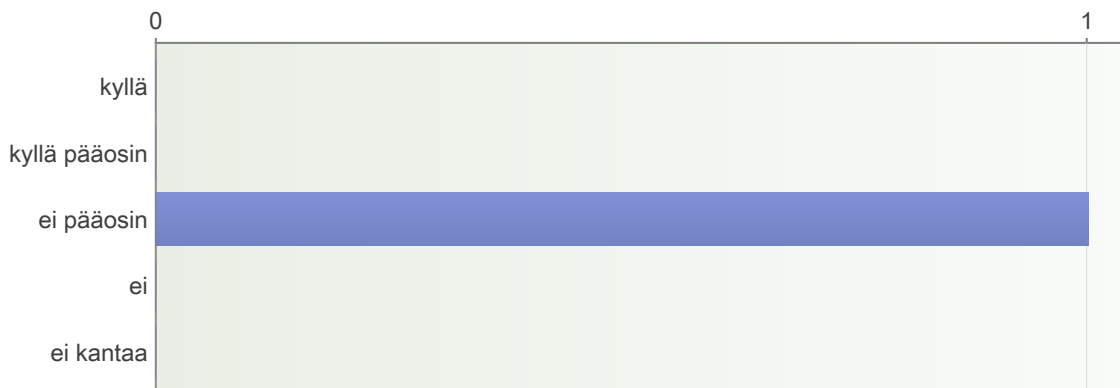 0 1
kyllä
kyllä pääosin
ei pääosin
ei
ei kantaa